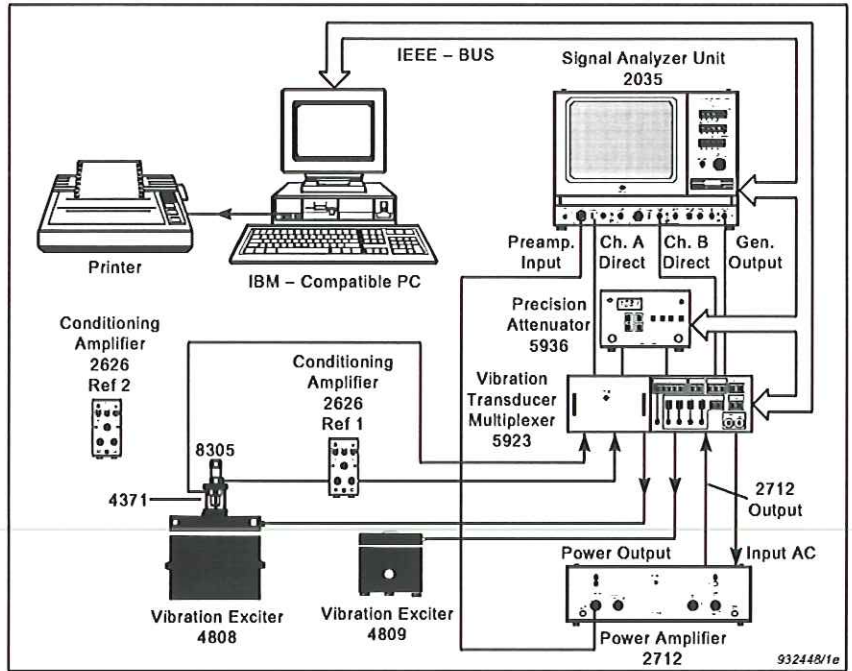 IEEE – BUS
Signal Analyzer Unit
2035
Printer
IBM – Compatible PC
Preamp.
Input
Ch. A
Direct
Ch. B
Direct
Gen.
Output
Precision
Attenuator
5936
Conditioning
Amplifier
2626
Ref 2
Conditioning
Amplifier
2626
Ref 1
Vibration
Transducer
Multiplexer
5923
8305
4371
2712
Output
Power Output
Input AC
Vibration Exciter
4808
Vibration Exciter
4809
Power Amplifier
2712
932448/1e